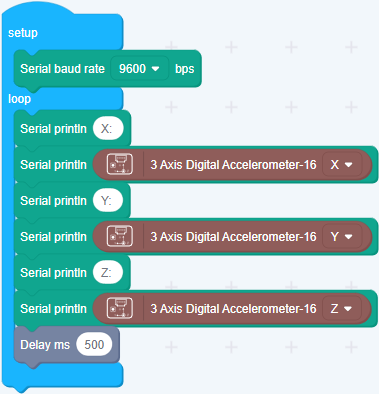 setup
Serial baud rate 9600 bps
loop
Serial println X:
Serial println 3 Axis Digital Accelerometer-16 X
Serial println Y:
Serial println 3 Axis Digital Accelerometer-16 Y
Serial println Z:
Serial println 3 Axis Digital Accelerometer-16 Z
Delay ms 500